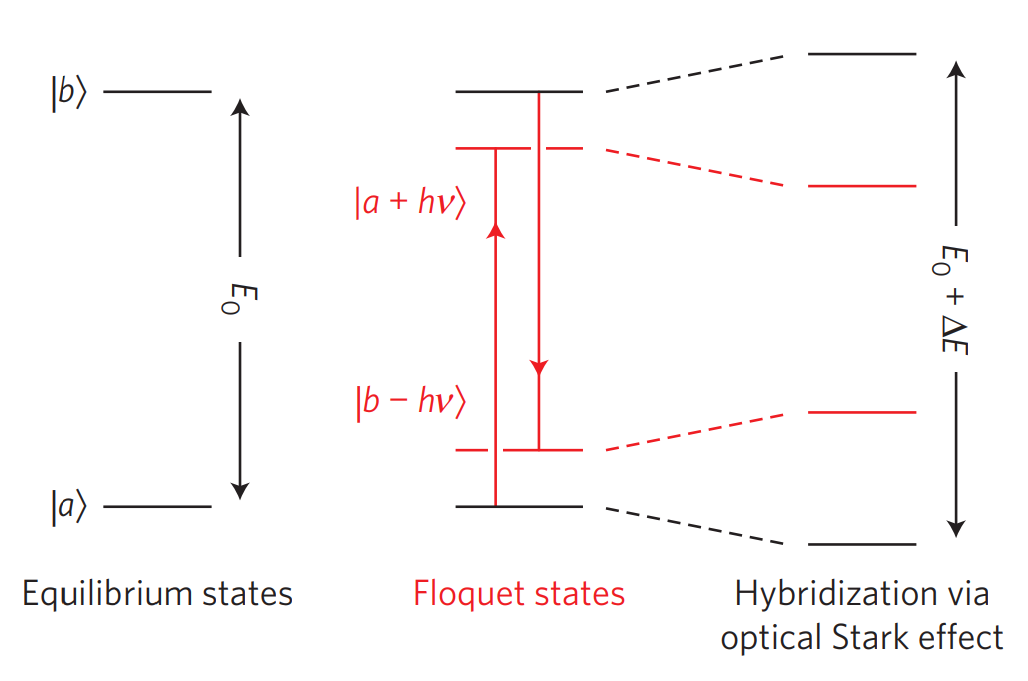 |b⟩
E₀
|a⟩
|a + hν⟩
|b − hν⟩
E₀ + ΔE
Equilibrium states
Floquet states
Hybridization via
optical Stark effect